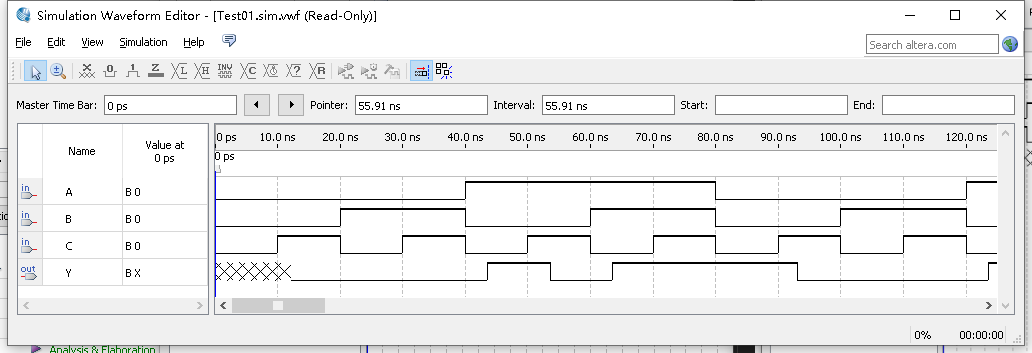 Simulation Waveform Editor - [Test01.sim.vwf (Read-Only)]
File Edit View Simulation Help
Search altera.com
Master Time Bar: 0 ps Pointer: 55.91 ns Interval: 55.91 ns Start: End:
Name Value at 0 ps
0 ps 10.0 ns 20.0 ns 30.0 ns 40.0 ns 50.0 ns 60.0 ns 70.0 ns 80.0 ns 90.0 ns 100.0 ns 110.0 ns 120.0 ns
0 ps
in A B 0
in B B 0
in C B 0
out Y B X
0% 00:00:00
Analysis & Elaboration